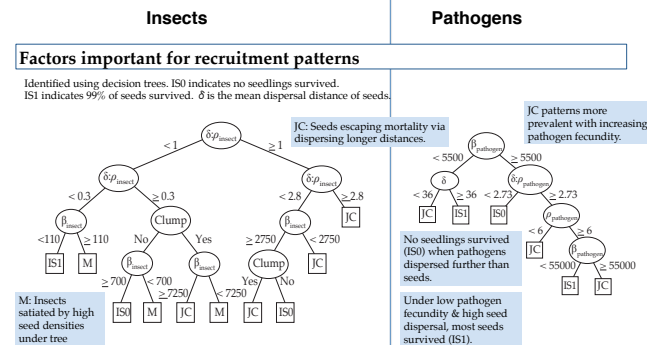 Insects
Pathogens
Factors important for recruitment patterns
Identified using decision trees. IS0 indicates no seedlings survived.
IS1 indicates 99% of seeds survived. δ is the mean dispersal distance of seeds.
JC: Seeds escaping mortality via
dispersing longer distances.
δ:ρinsect
< 1
≥1
δ:ρinsect
δ:ρinsect
< 0.3
≥0.3
< 2.8
≥2.8
βinsect
Clump
βinsect
JC
<110
≥110
No
Yes
≥2750
< 2750
IS1
M
βinsect
βinsect
Clump
JC
≥700
< 700
≥7250
< 7250
Yes
No
IS0
M
JC
M
JC
IS0
M: Insects
satiated by high
seed densities
under tree
JC patterns more
prevalent with increasing
pathogen fecundity.
βpathogen
< 5500
≥5500
δ
δ:ρpathogen
< 36
≥36
< 2.73
≥2.73
JC
IS1
IS0
ρpathogen
< 6
≥6
JC
βpathogen
< 55000
≥55000
IS1
JC
No seedlings survived
(IS0) when pathogens
dispersed further than
seeds.
Under low pathogen
fecundity & high seed
dispersal, most seeds
survived (IS1).